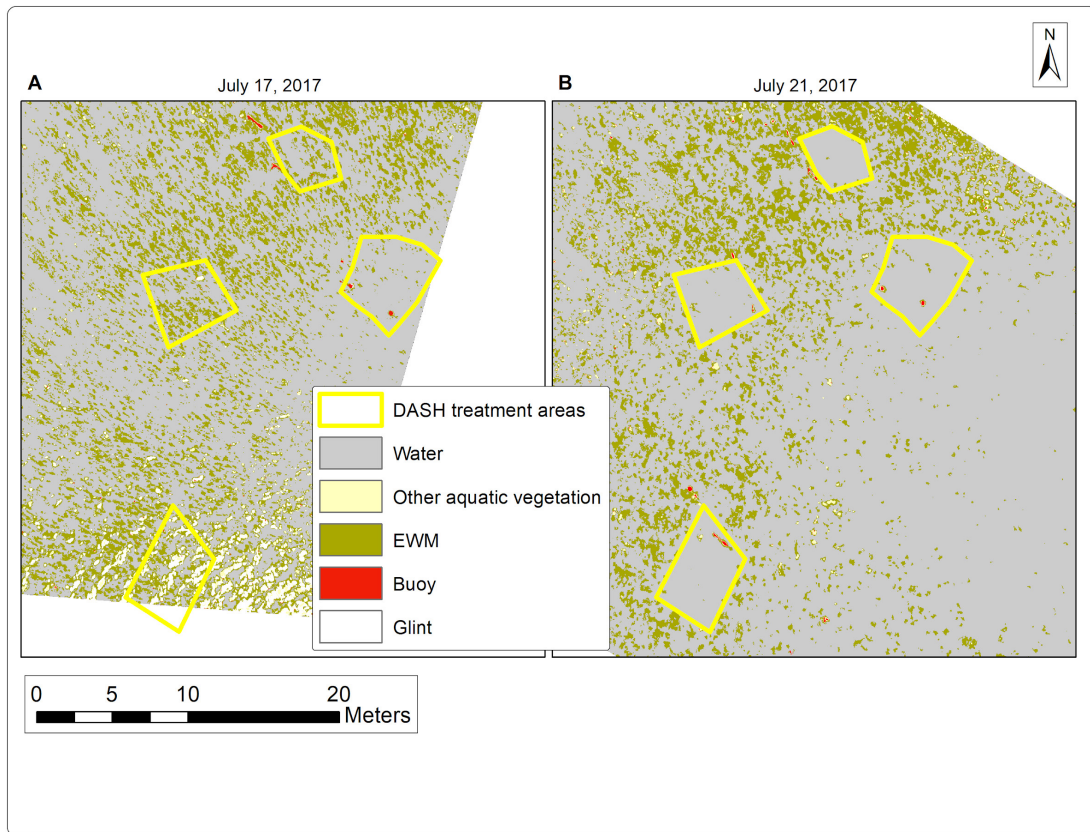 N
A
July 17, 2017
B
July 21, 2017
DASH treatment areas
Water
Other aquatic vegetation
EWM
Buoy
Glint
0 5 10 20
Meters